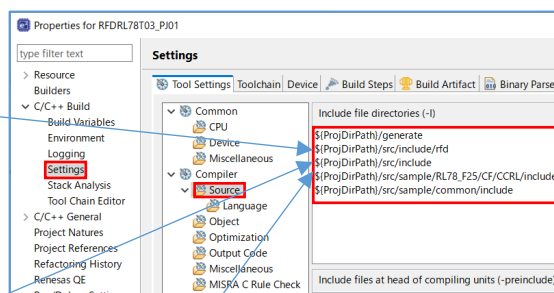 Properties for RFDRL78T03_PJ01
type filter text
Settings
Resource
Builders
C/C++ Build
Build Variables
Environment
Logging
Settings
Stack Analysis
Tool Chain Editor
C/C++ General
Project Natures
Project References
Refactoring History
Renesas QE
Tool Settings Toolchain Device Build Steps Build Artifact Binary Parse
Common
CPU
Device
Miscellaneous
Compiler
Source
Language
Object
Optimization
Output Code
Miscellaneous
MISRA C Rule Check
Include file directories (-I)
${ProjDirPath}/generate
${ProjDirPath}/src/include/rfd
${ProjDirPath}/src/include
${ProjDirPath}/src/sample/RL78_F25/CF/CCRL/include
${ProjDirPath}/src/sample/common/include
Include files at head of compiling units (-preinclude)